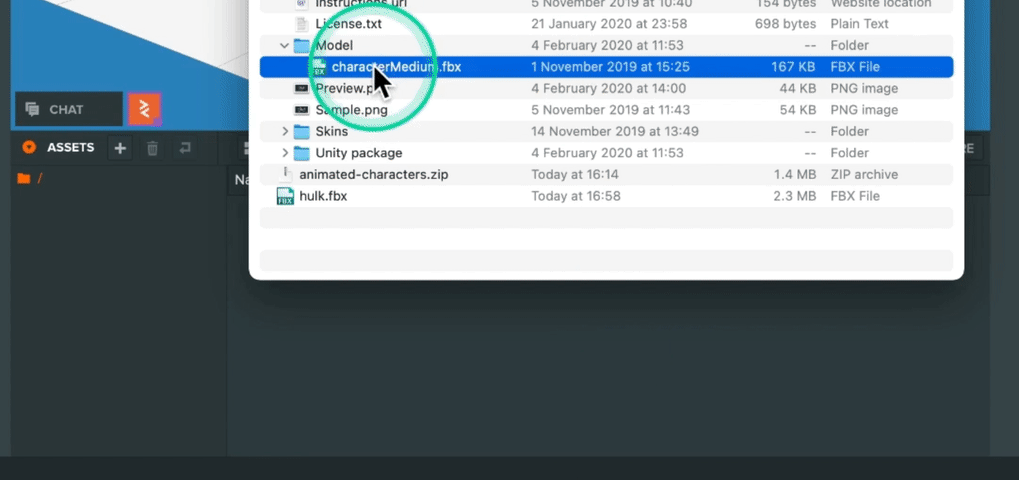 Instructions.url 5 November 2019 at 10:40 154 bytes Website location
License.txt 21 January 2020 at 23:58 698 bytes Plain Text
Model 4 February 2020 at 11:53 -- Folder
characterMedium.fbx 1 November 2019 at 15:25 167 KB FBX File
Preview.p 4 February 2020 at 14:00 44 KB PNG image
Sample.png 5 November 2019 at 11:43 54 KB PNG image
Skins 14 November 2019 at 13:49 -- Folder
Unity package 4 February 2020 at 11:53 -- Folder
animated-characters.zip Today at 16:14 1.4 MB ZIP archive
hulk.fbx Today at 16:58 2.3 MB FBX File
CHAT
ASSETS
/
Na
RE